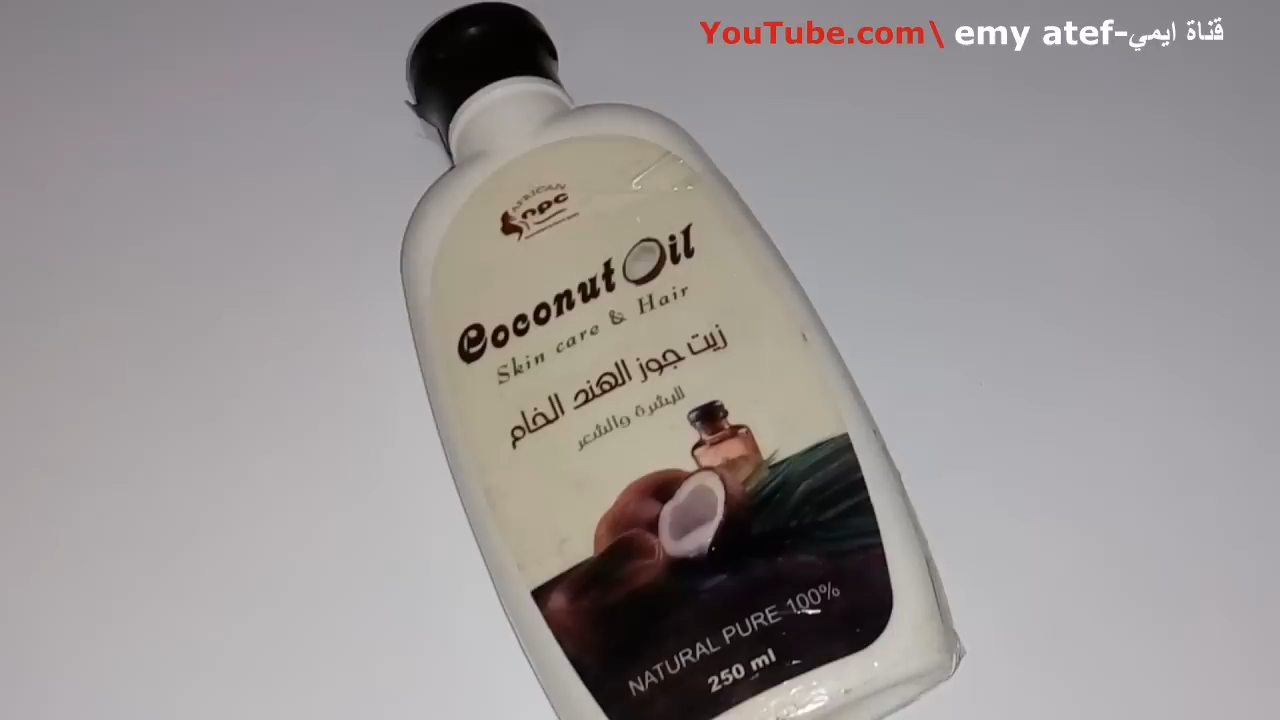 YouTube.com\ emy atef-قناة ايمي
AFRICAN
npc
Coconut Oil
Skin care & Hair
زيت جوز الهند الخام
للبشرة والشعر
NATURAL PURE 100%
250 ml